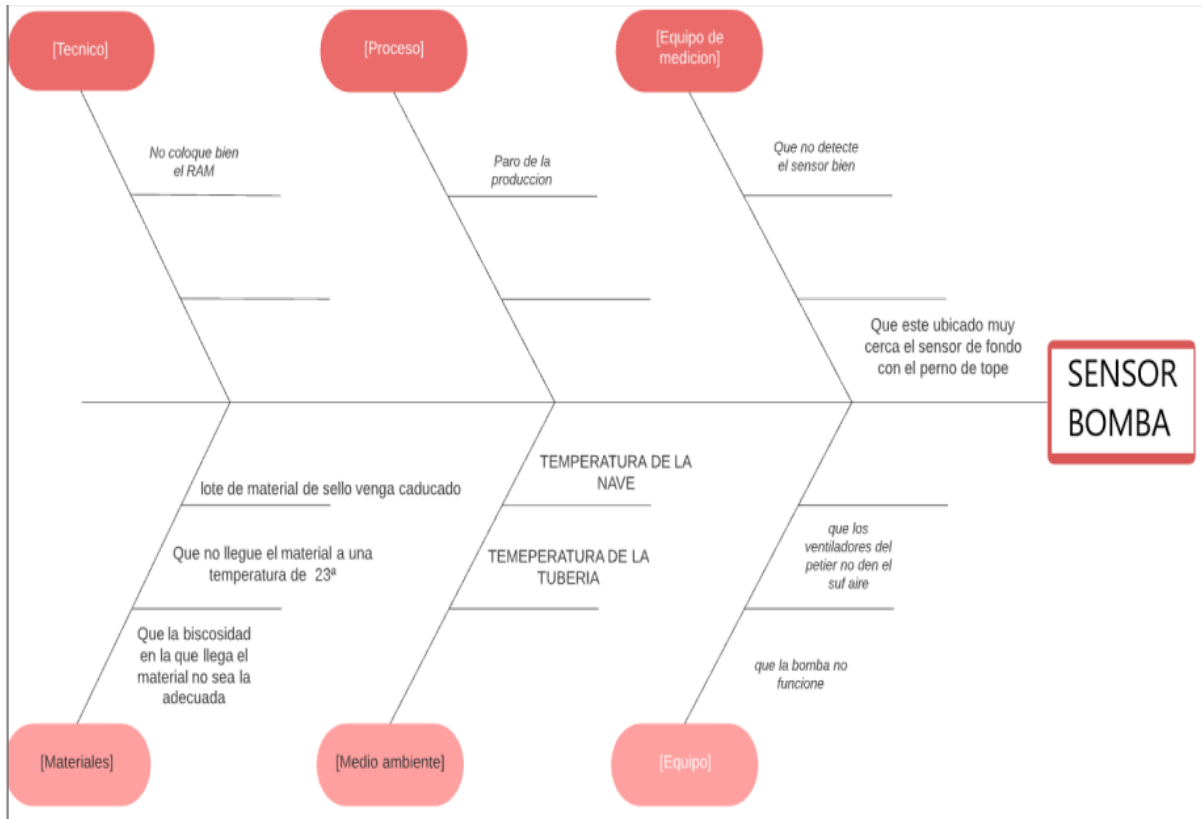 [Tecnico]
[Proceso]
[Equipo de
medicion]
No coloque bien
el RAM
Paro de la
produccion
Que no detecte
el sensor bien
Que este ubicado muy
cerca el sensor de fondo
con el perno de tope
SENSOR
BOMBA
lote de material de sello venga caducado
Que no llegue el material a una
temperatura de 23ª
Que la biscosidad
en la que llega el
material no sea la
adecuada
TEMPERATURA DE LA
NAVE
TEMEPERATURA DE LA
TUBERIA
que los
ventiladores del
petier no den el
suf aire
que la bomba no
funcione
[Materiales]
[Medio ambiente]
[Equipo]